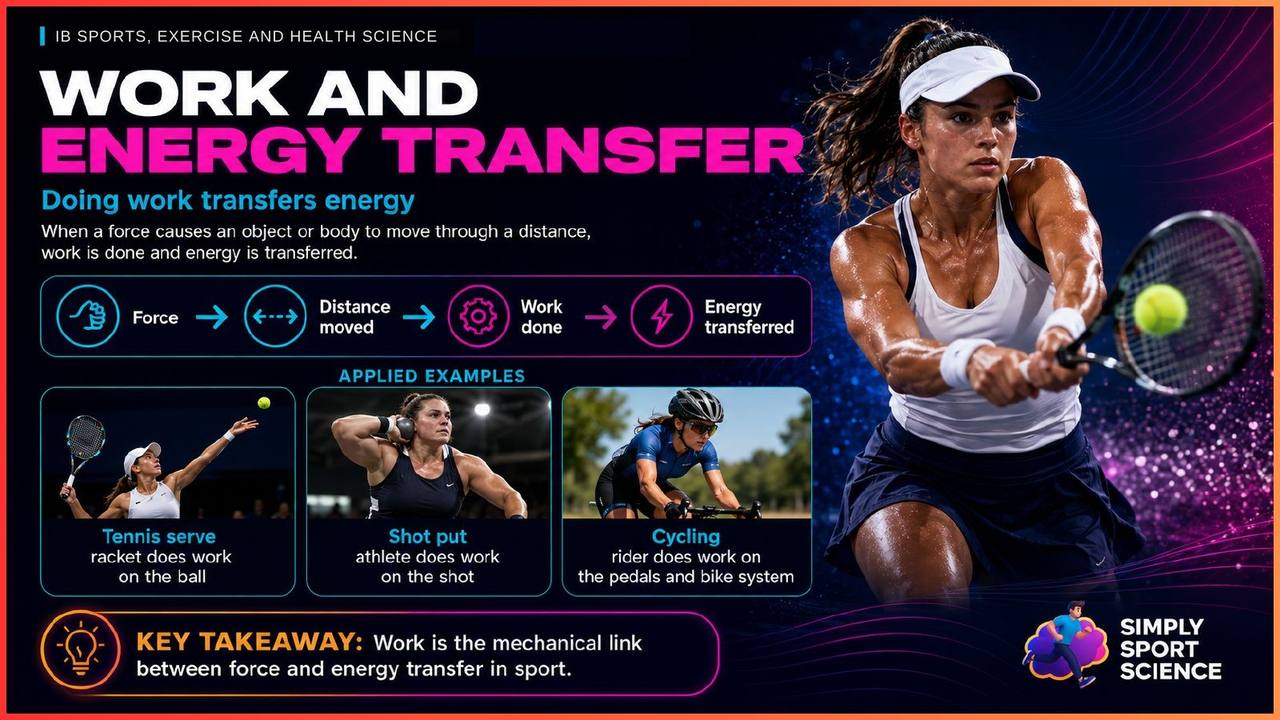 IB SPORTS, EXERCISE AND HEALTH SCIENCE
WORK AND
ENERGY TRANSFER
Doing work transfers energy
When a force causes an object or body to move through a distance,
work is done and energy is transferred.
Force
Distance
moved
Work
done
Energy
transferred
APPLIED EXAMPLES
Tennis serve
racket does work
on the ball
Shot put
athlete does work
on the shot
Cycling
rider does work on
the pedals and bike system
KEY TAKEAWAY: Work is the mechanical link
between force and energy transfer in sport.
SIMPLY
SPORT
SCIENCE